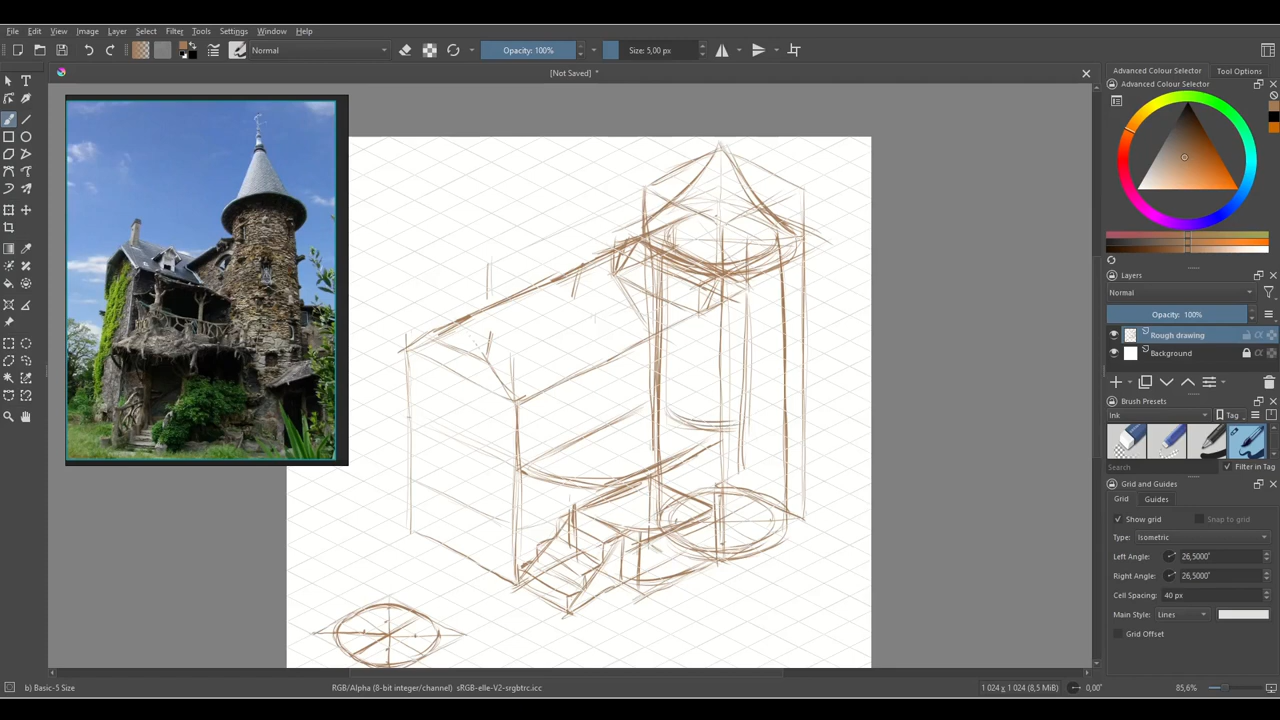 File Edit View Image Layer Select Filter Tools Settings Window Help
Normal Opacity: 100% Size: 5,00 px
[Not Saved] *
Advanced Colour Selector Tool Options
Advanced Colour Selector
Layers
Normal
Opacity: 100%
Rough drawing
Background
Brush Presets
Ink Tag
Search Filter in Tag
Grid and Guides
Grid Guides
Show grid Snap to grid
Type: Isometric
Left Angle: 26,5000°
Right Angle: 26,5000°
Cell Spacing: 40 px
Main Style: Lines
Grid Offset
b) Basic-5 Size RGB/Alpha (8-bit integer/channel) sRGB-elle-V2-srgbtrc.icc 1 024 x 1 024 (8,5 MiB) 0,00° 85,6%